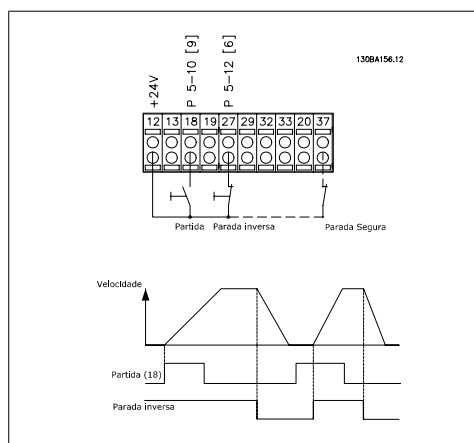 130BA156.12
+24V
P 5-10 [9]
P 5-12 [6]
12 13 18 19 27 29 32 33 20 37
Partida Parada inversa Parada Segura
Velocidade
Partida (18)
Parada inversa